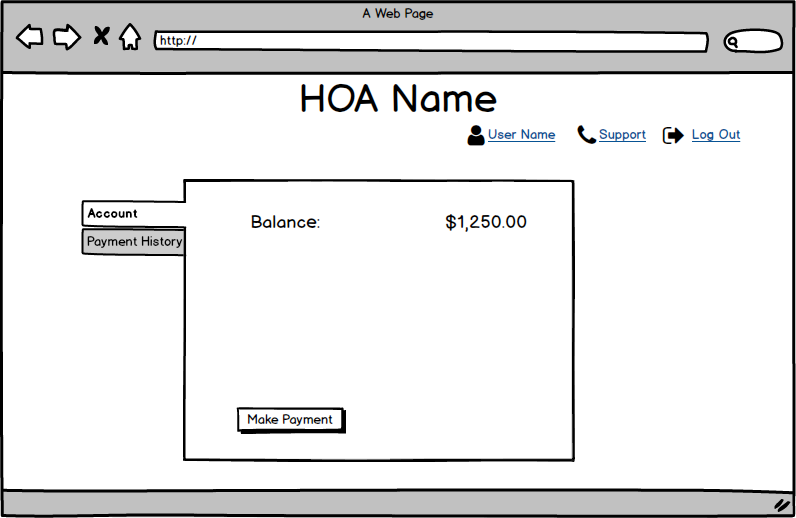 A Web Page
http://
HOA Name
User Name Support Log Out
Account
Payment History
Balance: $1,250.00
Make Payment